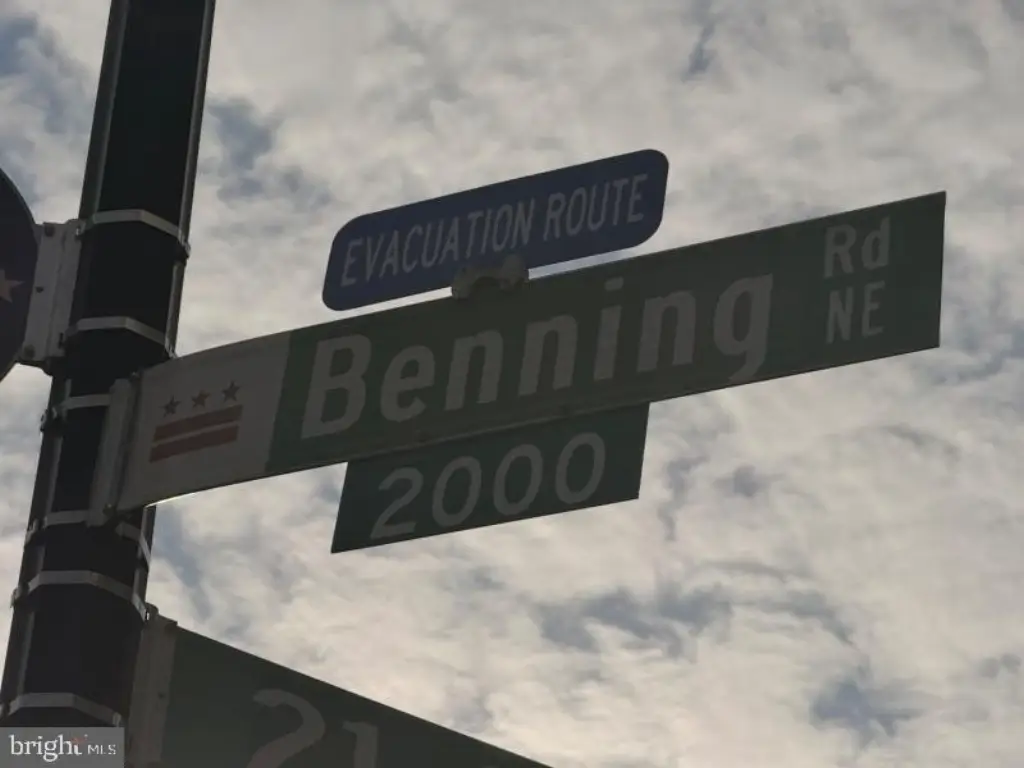 EVACUATION ROUTE
Benning Rd NE
2000
21
bright MLS